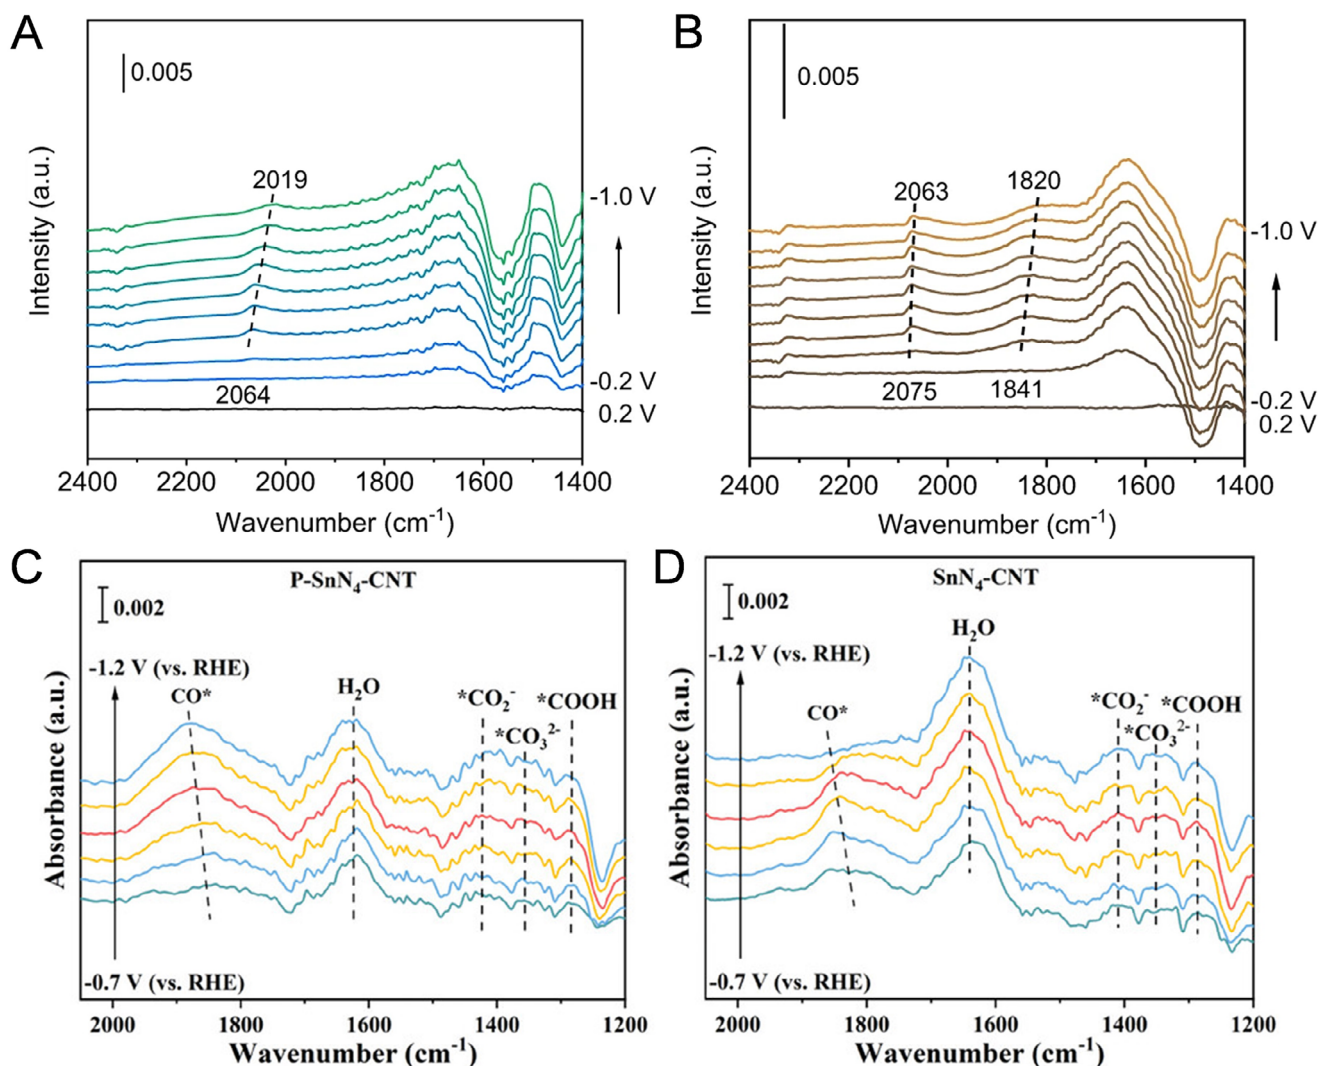 A
0.005
2019
2064
-1.0 V
-0.2 V
0.2 V
Intensity (a.u.)
2400 2200 2000 1800 1600 1400
Wavenumber (cm⁻¹)
B
0.005
2063
1820
2075
1841
-1.0 V
-0.2 V
0.2 V
Intensity (a.u.)
2400 2200 2000 1800 1600 1400
Wavenumber (cm⁻¹)
C
P-SnN₄-CNT
0.002
-1.2 V (vs. RHE)
CO*
H₂O
*CO₂⁻
*COOH
*CO₃²⁻
-0.7 V (vs. RHE)
Absorbance (a.u.)
2000 1800 1600 1400 1200
Wavenumber (cm⁻¹)
D
SnN₄-CNT
0.002
H₂O
-1.2 V (vs. RHE)
CO*
*CO₂⁻
*COOH
*CO₃²⁻
-0.7 V (vs. RHE)
Absorbance (a.u.)
2000 1800 1600 1400 1200
Wavenumber (cm⁻¹)